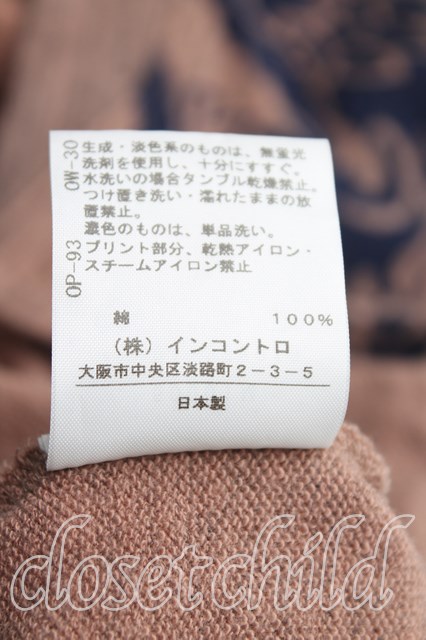 OW-30
OP-93
生成・淡色系のものは、無蛍光
洗剤を使用し、十分にすすぐ。
水洗いの場合タンブル乾燥禁止。
つけ置き洗い・濡れたままの放
置禁止。
濃色のものは、単品洗い。
プリント部分、乾熱アイロン・
スチームアイロン禁止
綿 100%
（株）インコントロ
大阪市中央区淡路町2-3-5
日本製
closetchild